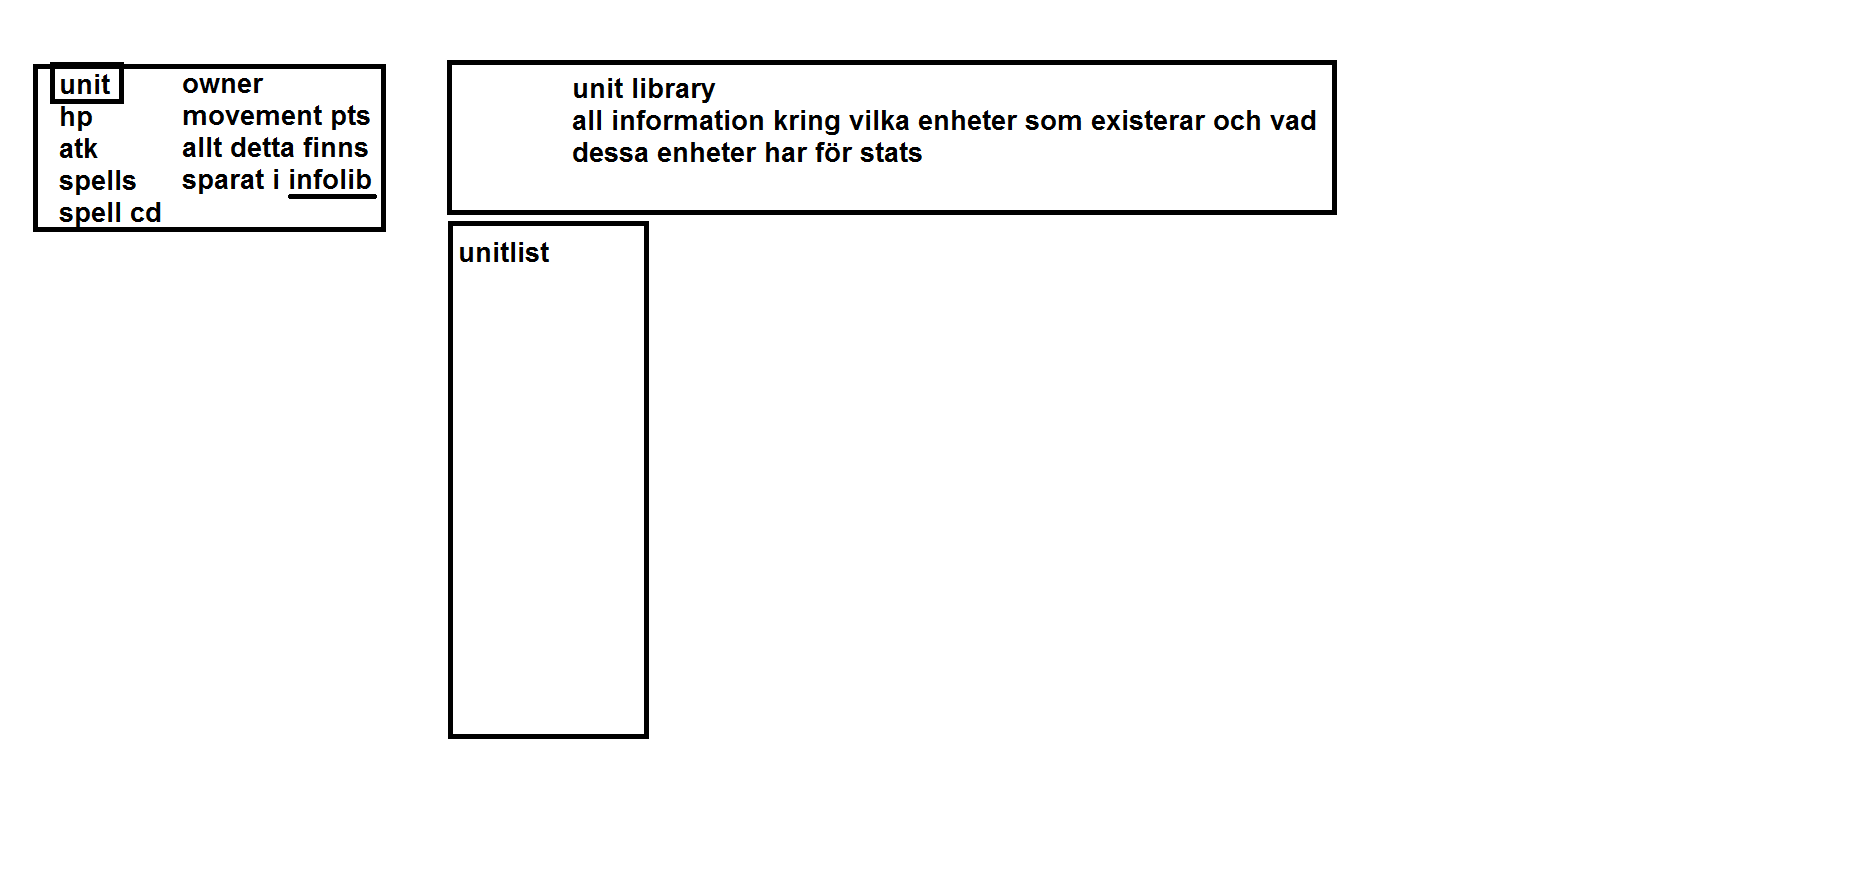 unit
hp
atk
spells
spell cd
owner
movement pts
allt detta finns
sparat i infolib
unit library
all information kring vilka enheter som existerar och vad
dessa enheter har för stats
unitlist